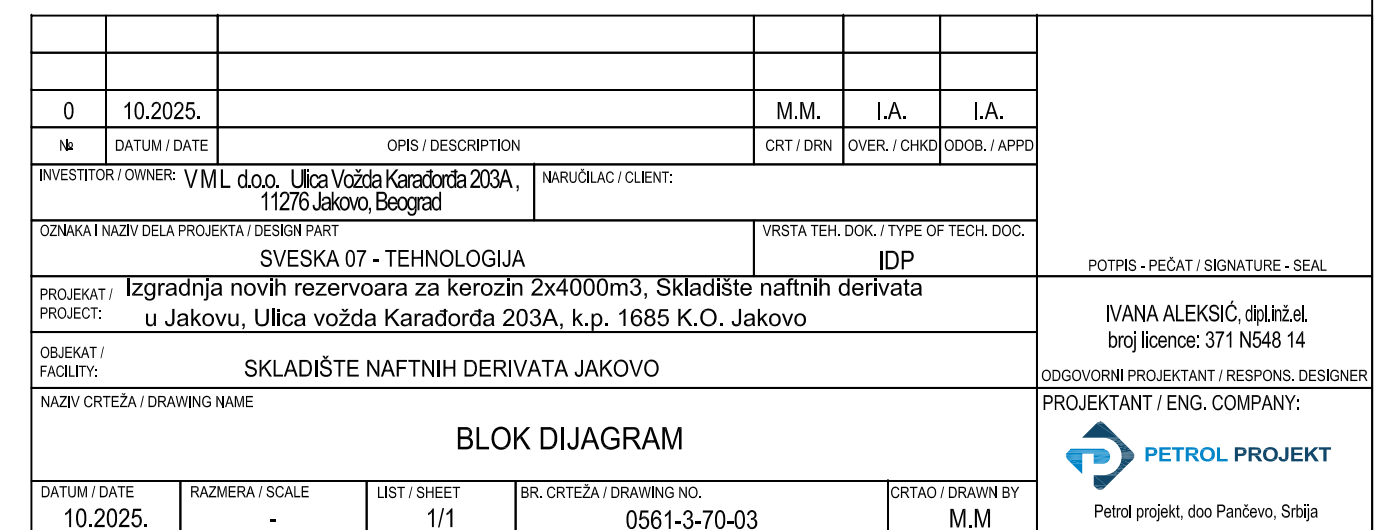 0 10.2025. M.M. I.A. I.A.
№ DATUM / DATE OPIS / DESCRIPTION CRT / DRN OVER. / CHKD ODOB. / APPD
INVESTITOR / OWNER: VML d.o.o. Ulica Vožda Karađorđa 203A,
11276 Jakovo, Beograd
NARUČILAC / CLIENT:
OZNAKA I NAZIV DELA PROJEKTA / DESIGN PART
SVESKA 07 - TEHNOLOGIJA
VRSTA TEH. DOK. / TYPE OF TECH. DOC.
IDP
POTPIS - PEČAT / SIGNATURE - SEAL
PROJEKAT / PROJECT:
Izgradnja novih rezervoara za kerozin 2x4000m3, Skladište naftnih derivata
u Jakovu, Ulica vožda Karađorđa 203A, k.p. 1685 K.O. Jakovo
IVANA ALEKSIĆ, dipl.inž.el.
broj licence: 371 N548 14
ODGOVORNI PROJEKTANT / RESPONS. DESIGNER
OBJEKAT /
FACILITY:
SKLADIŠTE NAFTNIH DERIVATA JAKOVO
NAZIV CRTEŽA / DRAWING NAME
BLOK DIJAGRAM
PROJEKTANT / ENG. COMPANY:
PETROL PROJEKT
Petrol projekt, doo Pančevo, Srbija
DATUM / DATE RAZMERA / SCALE LIST / SHEET BR. CRTEŽA / DRAWING NO. CRTAO / DRAWN BY
10.2025. - 1/1 0561-3-70-03 M.M